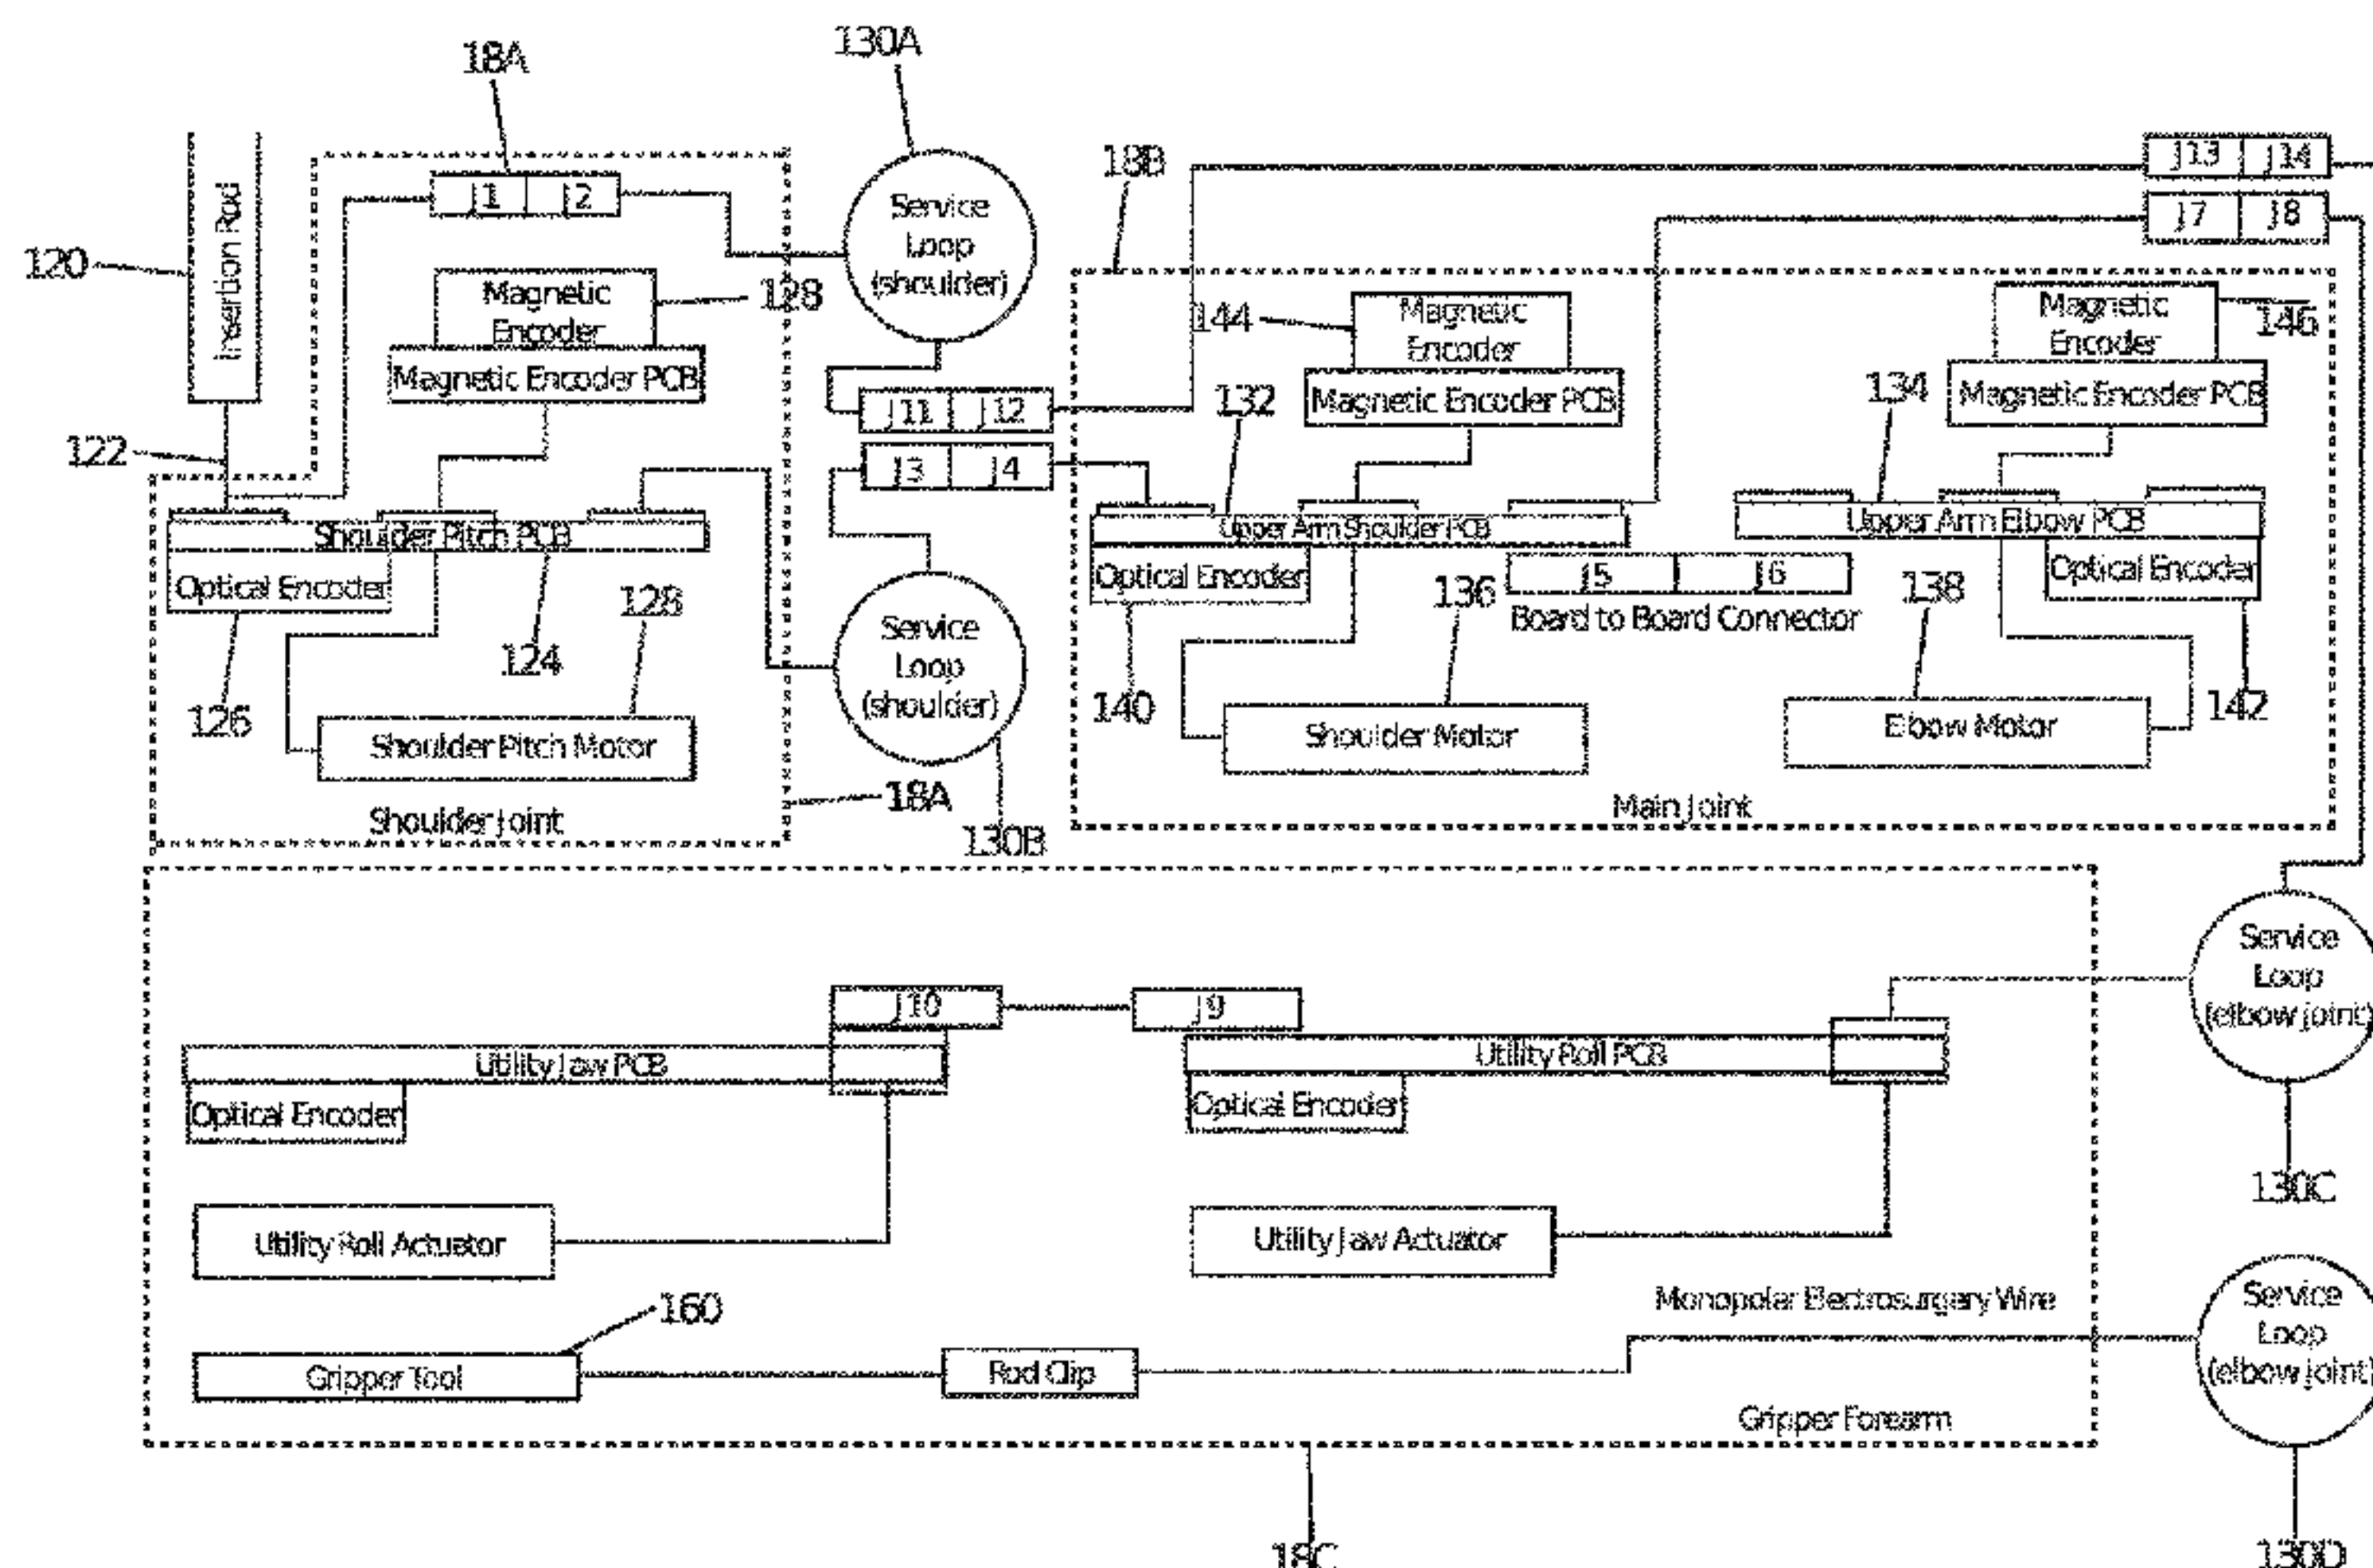 18A
130A
120
Insertion Rod
J1 J2
Service
Loop
(shoulder)
18B
J13 J14
J7 J8
Magnetic
Encoder
128
Magnetic Encoder PCB
122
J11 J12
J3 J4
144
Magnetic
Encoder
Magnetic Encoder PCB
132
134
Magnetic
Encoder
146
Magnetic Encoder PCB
Shoulder Pitch PCB
Optical Encoder
126
124
128
Shoulder Pitch Motor
Shoulder Joint
18A
Service
Loop
(shoulder)
130B
Upper Arm Shoulder PCB
Optical Encoder
140
136
J5 J6
Board to Board Connector
Shoulder Motor
Upper Arm Elbow PCB
Optical Encoder
138
142
Elbow Motor
Main Joint
J10
J9
Utility Jaw PCB
Optical Encoder
Utility Roll PCB
Optical Encoder
Service
Loop
(elbow joint)
130C
Utility Roll Actuator
Utility Jaw Actuator
160
Gripper Tool
Rod Clip
Monopolar Electrosurgery Wire
Gripper Forearm
Service
Loop
(elbow joint)
18C
130D